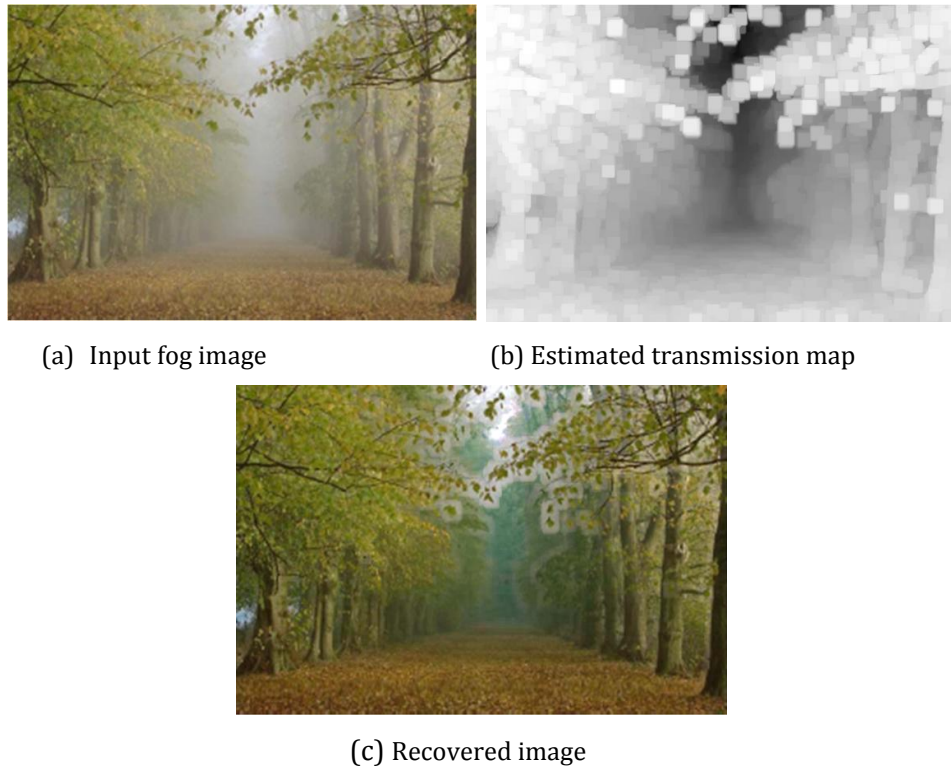 (a) Input fog image
(b) Estimated transmission map
(c) Recovered image